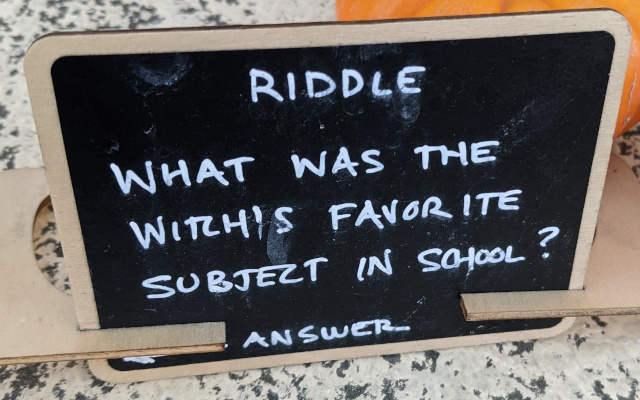 RIDDLE
WHAT WAS THE
WITCH'S FAVORITE
SUBJECT IN SCHOOL?
ANSWER